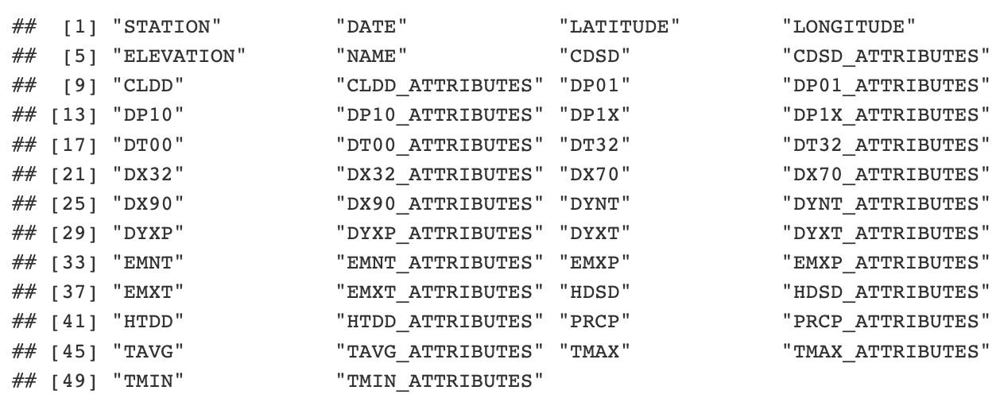 ##  [1] "STATION"         "DATE"            "LATITUDE"        "LONGITUDE"
##  [5] "ELEVATION"       "NAME"            "CDSD"            "CDSD_ATTRIBUTES"
##  [9] "CLDD"            "CLDD_ATTRIBUTES" "DP01"            "DP01_ATTRIBUTES"
## [13] "DP10"            "DP10_ATTRIBUTES" "DP1X"            "DP1X_ATTRIBUTES"
## [17] "DT00"            "DT00_ATTRIBUTES" "DT32"            "DT32_ATTRIBUTES"
## [21] "DX32"            "DX32_ATTRIBUTES" "DX70"            "DX70_ATTRIBUTES"
## [25] "DX90"            "DX90_ATTRIBUTES" "DYNT"            "DYNT_ATTRIBUTES"
## [29] "DYXP"            "DYXP_ATTRIBUTES" "DYXT"            "DYXT_ATTRIBUTES"
## [33] "EMNT"            "EMNT_ATTRIBUTES" "EMXP"            "EMXP_ATTRIBUTES"
## [37] "EMXT"            "EMXT_ATTRIBUTES" "HDSD"            "HDSD_ATTRIBUTES"
## [41] "HTDD"            "HTDD_ATTRIBUTES" "PRCP"            "PRCP_ATTRIBUTES"
## [45] "TAVG"            "TAVG_ATTRIBUTES" "TMAX"            "TMAX_ATTRIBUTES"
## [49] "TMIN"            "TMIN_ATTRIBUTES"